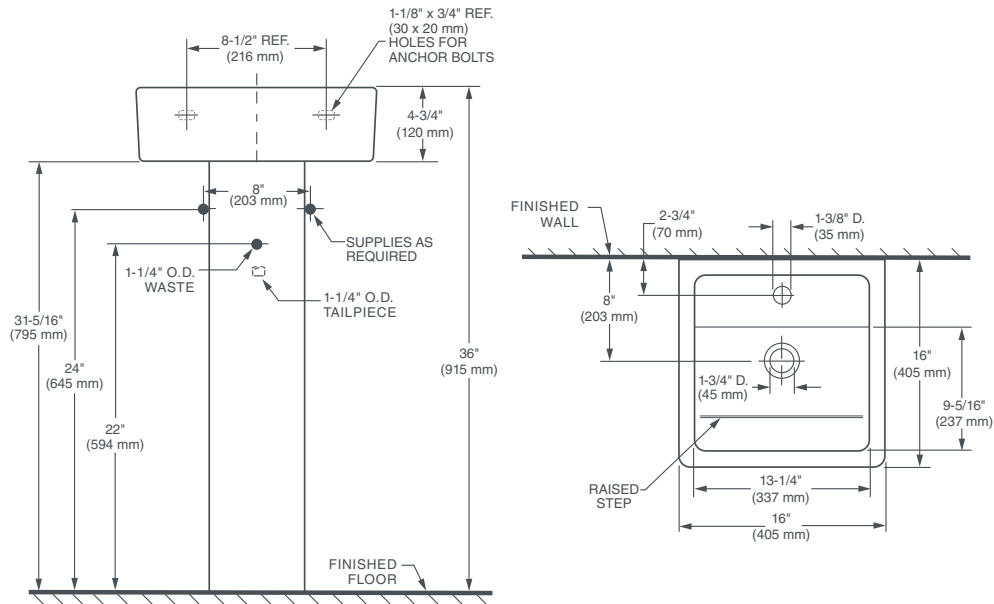 1-1/8" x 3/4" REF.
(30 x 20 mm)
HOLES FOR
ANCHOR BOLTS
8-1/2" REF.
(216 mm)
4-3/4"
(120 mm)
8"
(203 mm)
SUPPLIES AS
REQUIRED
1-1/4" O.D.
WASTE
1-1/4" O.D.
TAILPIECE
31-5/16"
(795 mm)
24"
(645 mm)
22"
(594 mm)
36"
(915 mm)
FINISHED
FLOOR
FINISHED
WALL
2-3/4"
(70 mm)
1-3/8" D.
(35 mm)
8"
(203 mm)
1-3/4" D.
(45 mm)
16"
(405 mm)
9-5/16"
(237 mm)
RAISED
STEP
13-1/4"
(337 mm)
16"
(405 mm)